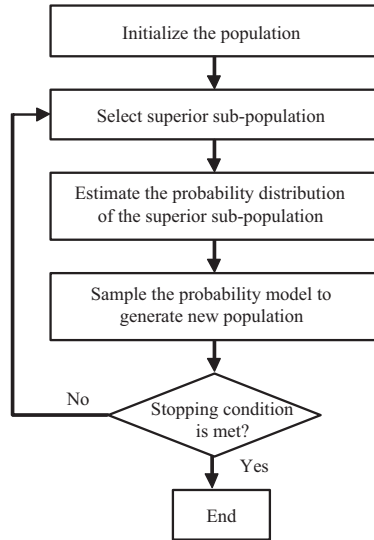 Initialize the population
Select superior sub-population
Estimate the probability distribution
of the superior sub-population
Sample the probability model to
generate new population
No
Stopping condition
is met?
Yes
End